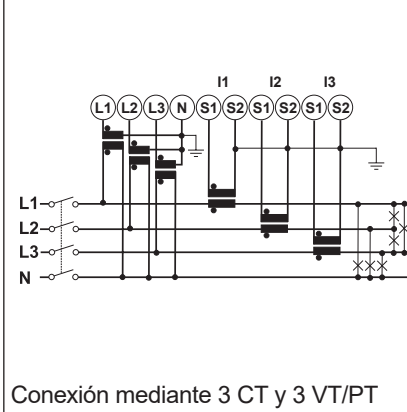 I1 I2 I3
L1 L2 L3 N S1 S2 S1 S2 S1 S2
L1
L2
L3
N
Conexión mediante 3 CT y 3 VT/PT